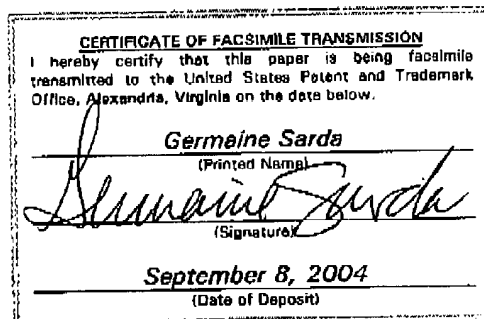 CERTIFICATE OF FACSIMILE TRANSMISSION
I hereby certify that this paper is being facsimile
transmitted to the United States Patent and Trademark
Office, Alexandria, Virginia on the date below.
Germaine Sarda
(Printed Name)
Germaine Sarda
(Signature)
September 8, 2004
(Date of Deposit)